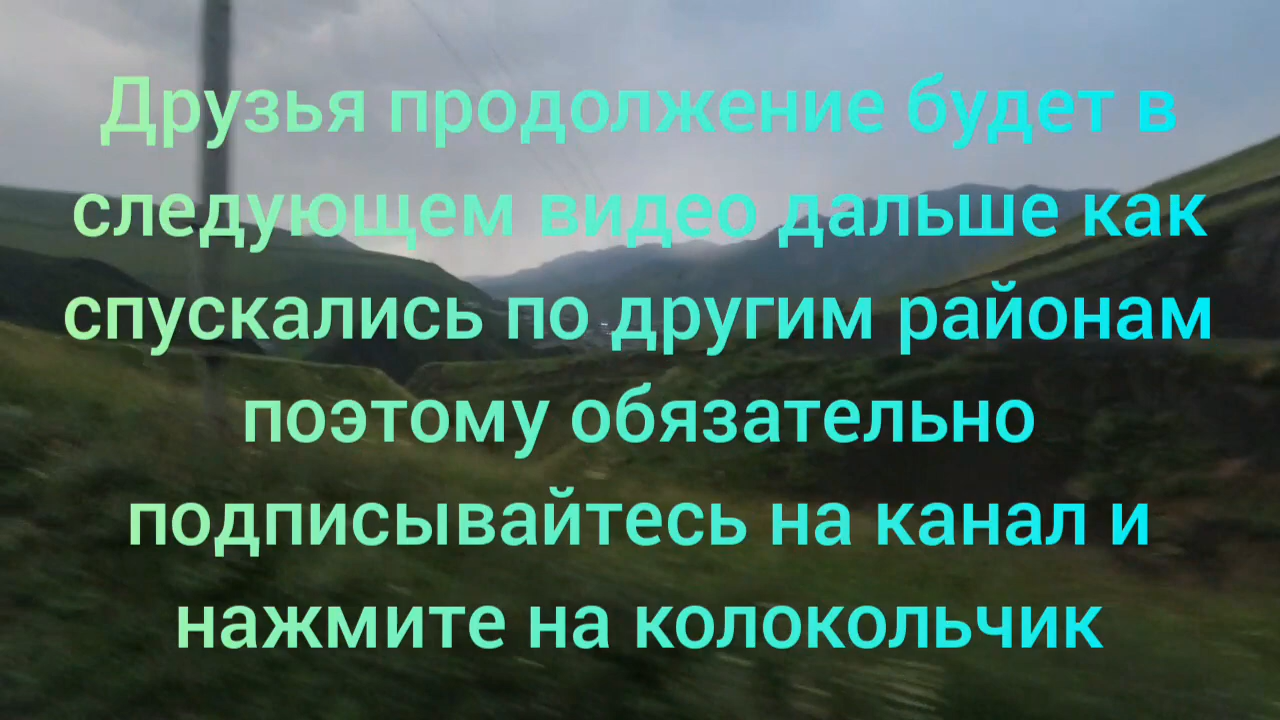 Друзья продолжение будет в
следующем видео дальше как
спускались по другим районам
поэтому обязательно
подписывайтесь на канал и
нажмите на колокольчик